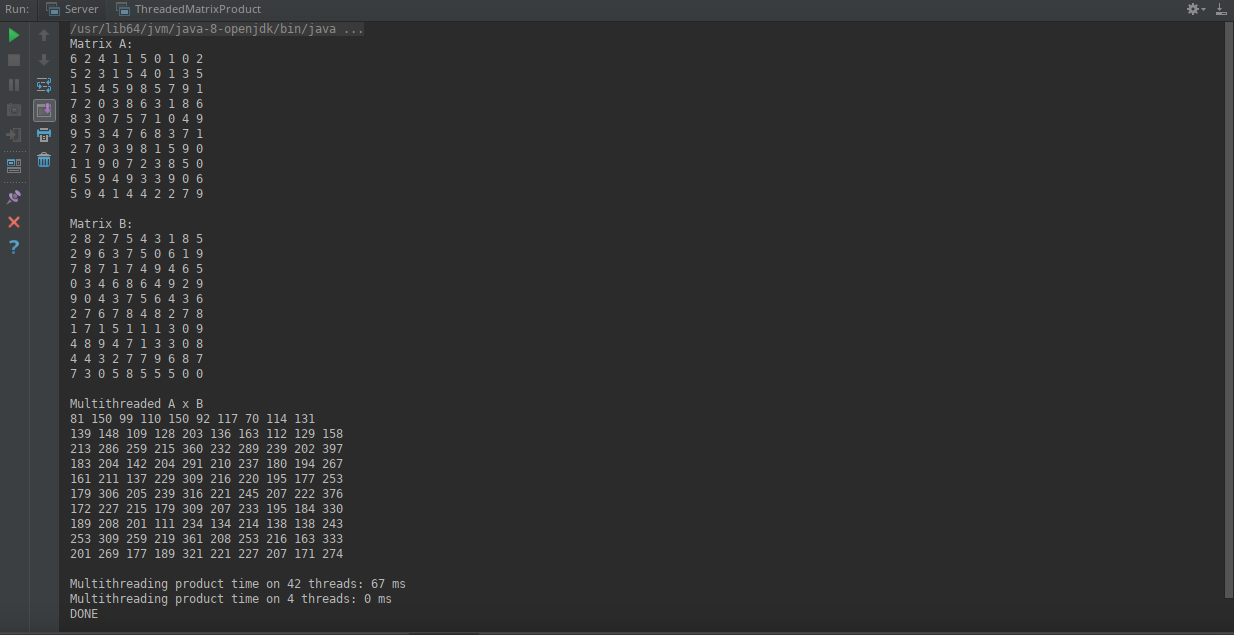 Run: Server ThreadedMatrixProduct
/usr/lib64/jvm/java-8-openjdk/bin/java ...
Matrix A:
6 2 4 1 1 5 0 1 0 2
5 2 3 1 5 4 0 1 3 5
1 5 4 5 9 8 5 7 9 1
7 2 0 3 8 6 3 1 8 6
8 3 0 7 5 7 1 0 4 9
9 5 3 4 7 6 8 3 7 1
2 7 0 3 9 8 1 5 9 0
1 1 9 0 7 2 3 8 5 0
6 5 9 4 9 3 3 9 0 6
5 9 4 1 4 4 2 2 7 9
Matrix B:
2 8 2 7 5 4 3 1 8 5
2 9 6 3 7 5 0 6 1 9
7 8 7 1 7 4 9 4 6 5
0 3 4 6 8 6 4 9 2 9
9 0 4 3 7 5 6 4 3 6
2 7 6 7 8 4 8 2 7 8
1 7 1 5 1 1 1 3 0 9
4 8 9 4 7 1 3 3 0 8
4 4 3 2 7 7 9 6 8 7
7 3 0 5 8 5 5 5 0 0
Multithreaded A x B
81 150 99 110 150 92 117 70 114 131
139 148 109 128 203 136 163 112 129 158
213 286 259 215 360 232 289 239 202 397
183 204 142 204 291 210 237 180 194 267
161 211 137 229 309 216 220 195 177 253
179 306 205 239 316 221 245 207 222 376
172 227 215 179 309 207 233 195 184 330
189 208 201 111 234 134 214 138 138 243
253 309 259 219 361 208 253 216 163 333
201 269 177 189 321 221 227 207 171 274
Multithreading product time on 42 threads: 67 ms
Multithreading product time on 4 threads: 0 ms
DONE